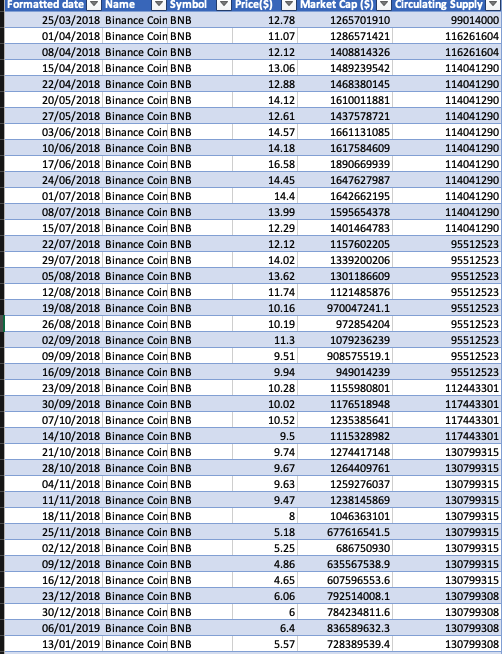 Formatted date Name Symbol Price($) Market Cap ($) Circulating Supply
25/03/2018 Binance Coin BNB 12.78 1265701910 99014000
01/04/2018 Binance Coin BNB 11.07 1286571421 116261604
08/04/2018 Binance Coin BNB 12.12 1408814326 116261604
15/04/2018 Binance Coin BNB 13.06 1489239542 114041290
22/04/2018 Binance Coin BNB 12.88 1468380145 114041290
20/05/2018 Binance Coin BNB 14.12 1610011881 114041290
27/05/2018 Binance Coin BNB 12.61 1437578721 114041290
03/06/2018 Binance Coin BNB 14.57 1661131085 114041290
10/06/2018 Binance Coin BNB 14.18 1617584609 114041290
17/06/2018 Binance Coin BNB 16.58 1890669939 114041290
24/06/2018 Binance Coin BNB 14.45 1647627987 114041290
01/07/2018 Binance Coin BNB 14.4 1642662195 114041290
08/07/2018 Binance Coin BNB 13.99 1595654378 114041290
15/07/2018 Binance Coin BNB 12.29 1401464783 114041290
22/07/2018 Binance Coin BNB 12.12 1157602205 95512523
29/07/2018 Binance Coin BNB 14.02 1339200206 95512523
05/08/2018 Binance Coin BNB 13.62 1301186609 95512523
12/08/2018 Binance Coin BNB 11.74 1121485876 95512523
19/08/2018 Binance Coin BNB 10.16 970047241.1 95512523
26/08/2018 Binance Coin BNB 10.19 972854204 95512523
02/09/2018 Binance Coin BNB 11.3 1079236239 95512523
09/09/2018 Binance Coin BNB 9.51 908575519.1 95512523
16/09/2018 Binance Coin BNB 9.94 949014239 95512523
23/09/2018 Binance Coin BNB 10.28 1155980801 112443301
30/09/2018 Binance Coin BNB 10.02 1176518948 117443301
07/10/2018 Binance Coin BNB 10.52 1235385641 117443301
14/10/2018 Binance Coin BNB 9.5 1115328982 117443301
21/10/2018 Binance Coin BNB 9.74 1274417148 130799315
28/10/2018 Binance Coin BNB 9.67 1264409761 130799315
04/11/2018 Binance Coin BNB 9.63 1259276037 130799315
11/11/2018 Binance Coin BNB 9.47 1238145869 130799315
18/11/2018 Binance Coin BNB 8 1046363101 130799315
25/11/2018 Binance Coin BNB 5.18 677616541.5 130799315
02/12/2018 Binance Coin BNB 5.25 686750930 130799315
09/12/2018 Binance Coin BNB 4.86 635567538.9 130799315
16/12/2018 Binance Coin BNB 4.65 607596553.6 130799315
23/12/2018 Binance Coin BNB 6.06 792514008.1 130799308
30/12/2018 Binance Coin BNB 6 784234811.6 130799308
06/01/2019 Binance Coin BNB 6.4 836589632.3 130799308
13/01/2019 Binance Coin BNB 5.57 728389539.4 130799308